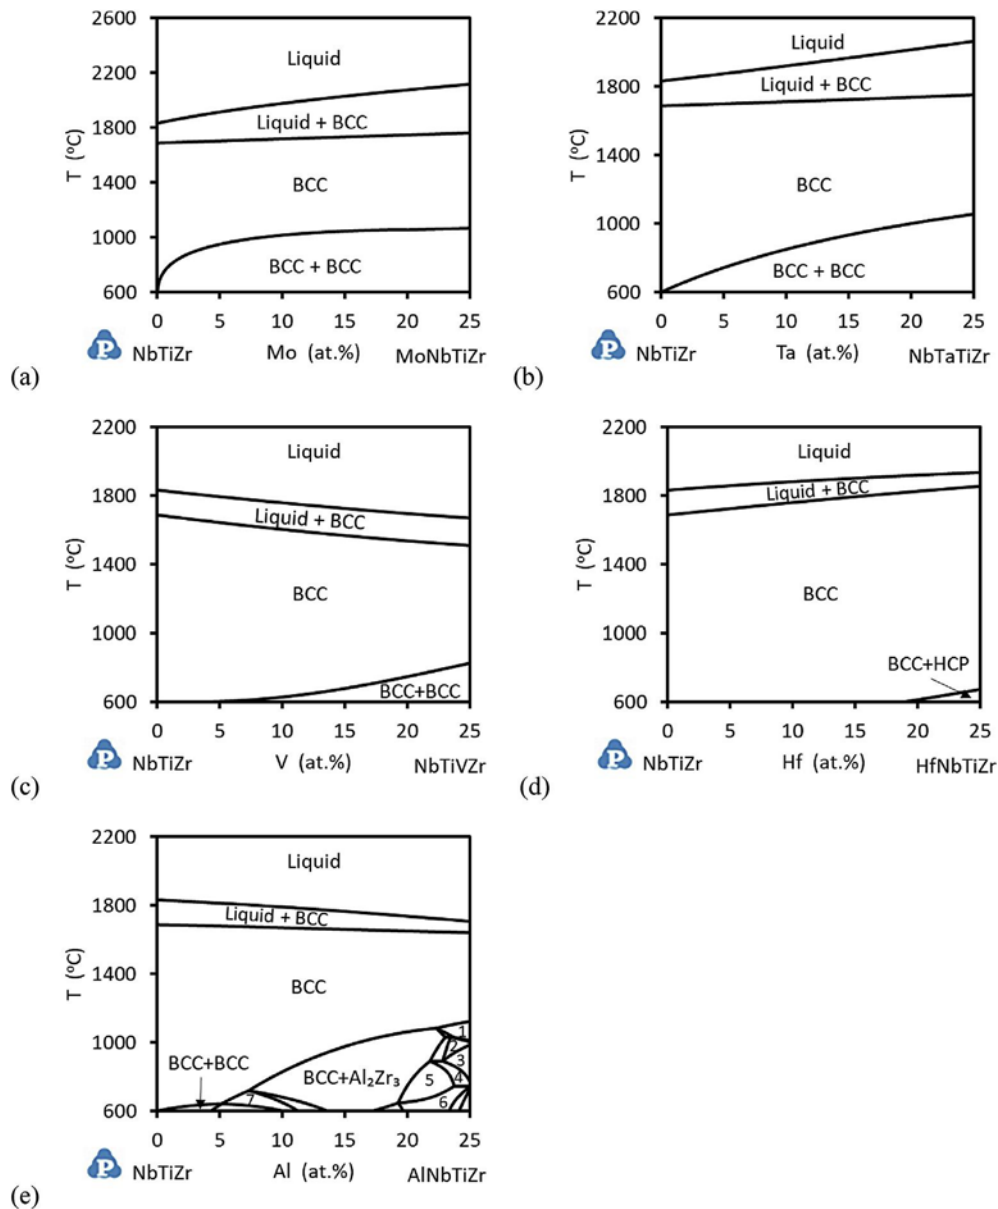 2600
2200
1800
1400
1000
600
T (ºC)
Liquid
Liquid + BCC
BCC
BCC + BCC
0 5 10 15 20 25
P NbTiZr Mo (at.%) MoNbTiZr
(a)
2200
1800
1400
1000
600
T (ºC)
Liquid
Liquid + BCC
BCC
BCC + BCC
0 5 10 15 20 25
P NbTiZr Ta (at.%) NbTaTiZr
(b)
2200
1800
1400
1000
600
T (ºC)
Liquid
Liquid + BCC
BCC
BCC+BCC
0 5 10 15 20 25
P NbTiZr V (at.%) NbTiVZr
(c)
2200
1800
1400
1000
600
T (ºC)
Liquid
Liquid + BCC
BCC
BCC+HCP
0 5 10 15 20 25
P NbTiZr Hf (at.%) HfNbTiZr
(d)
2200
1800
1400
1000
600
T (ºC)
Liquid
Liquid + BCC
BCC
1
2
3
BCC+BCC
BCC+Al₂Zr₃
5
4
7
6
0 5 10 15 20 25
P NbTiZr Al (at.%) AlNbTiZr
(e)